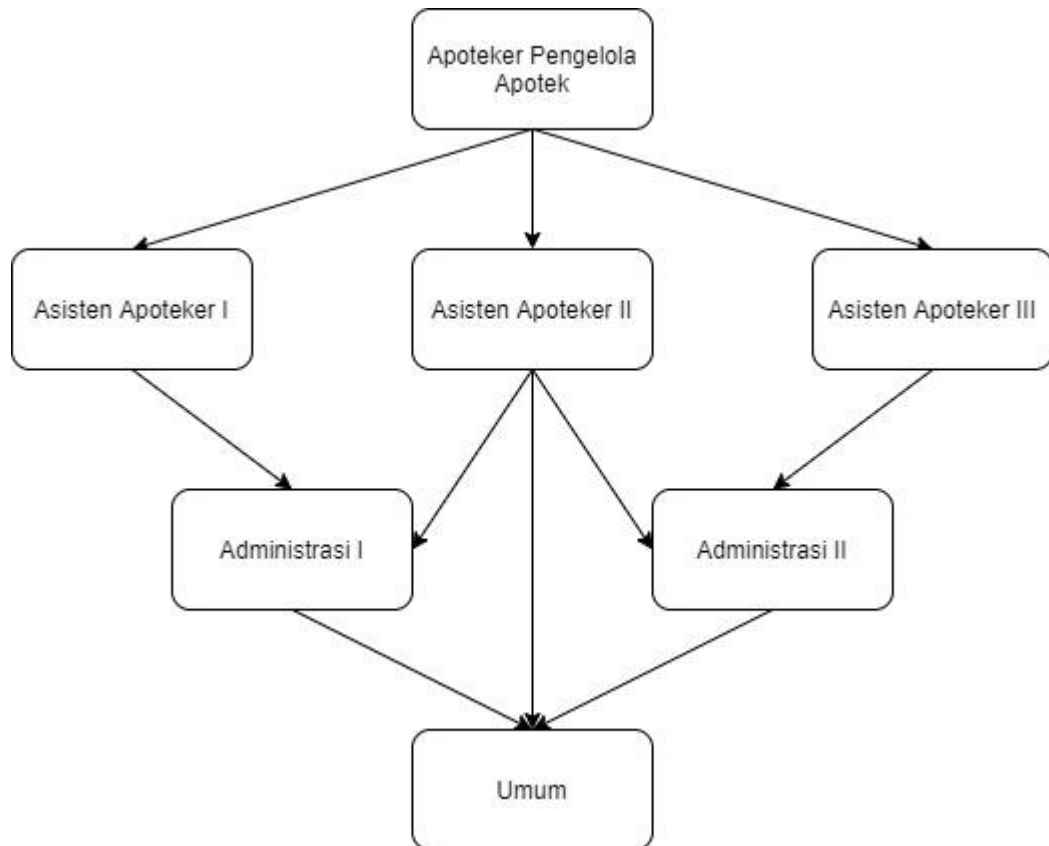 Apoteker Pengelola
Apotek
Asisten Apoteker I
Asisten Apoteker II
Asisten Apoteker III
Administrasi I
Administrasi II
Umum